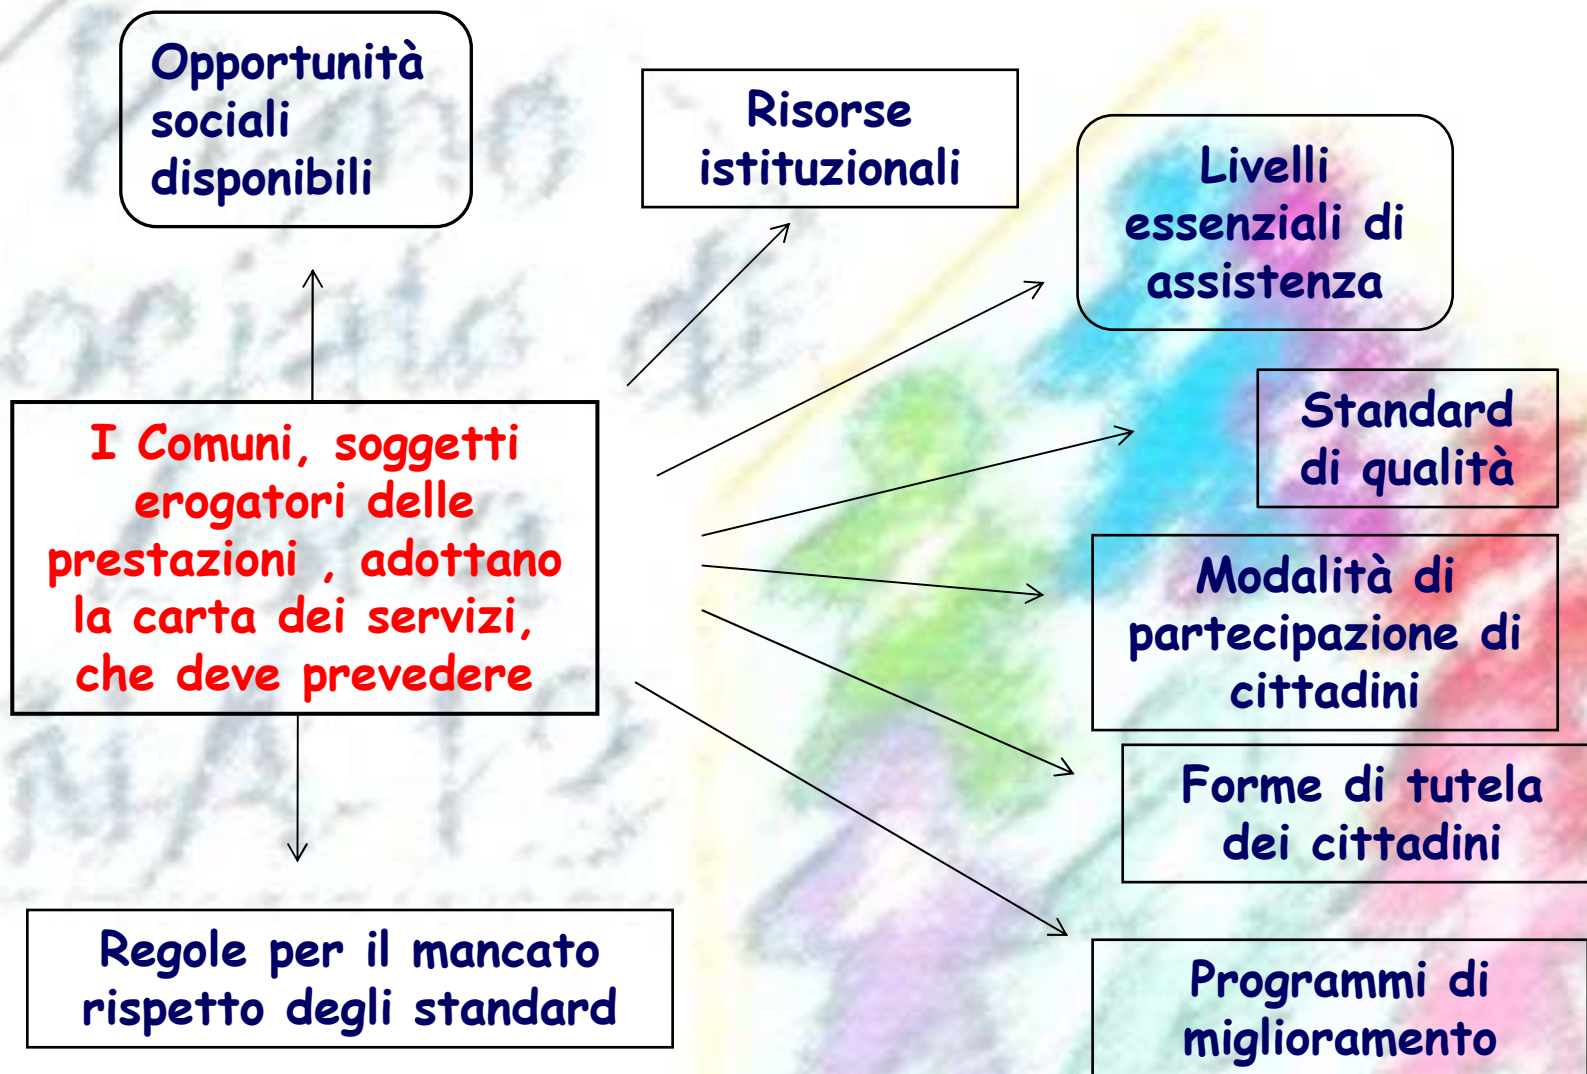 Opportunità
sociali
disponibili
Risorse
istituzionali
Livelli
essenziali di
assistenza
I Comuni, soggetti
erogatori delle
prestazioni , adottano
la carta dei servizi,
che deve prevedere
Standard
di qualità
Modalità di
partecipazione di
cittadini
Forme di tutela
dei cittadini
Regole per il mancato
rispetto degli standard
Programmi di
miglioramento